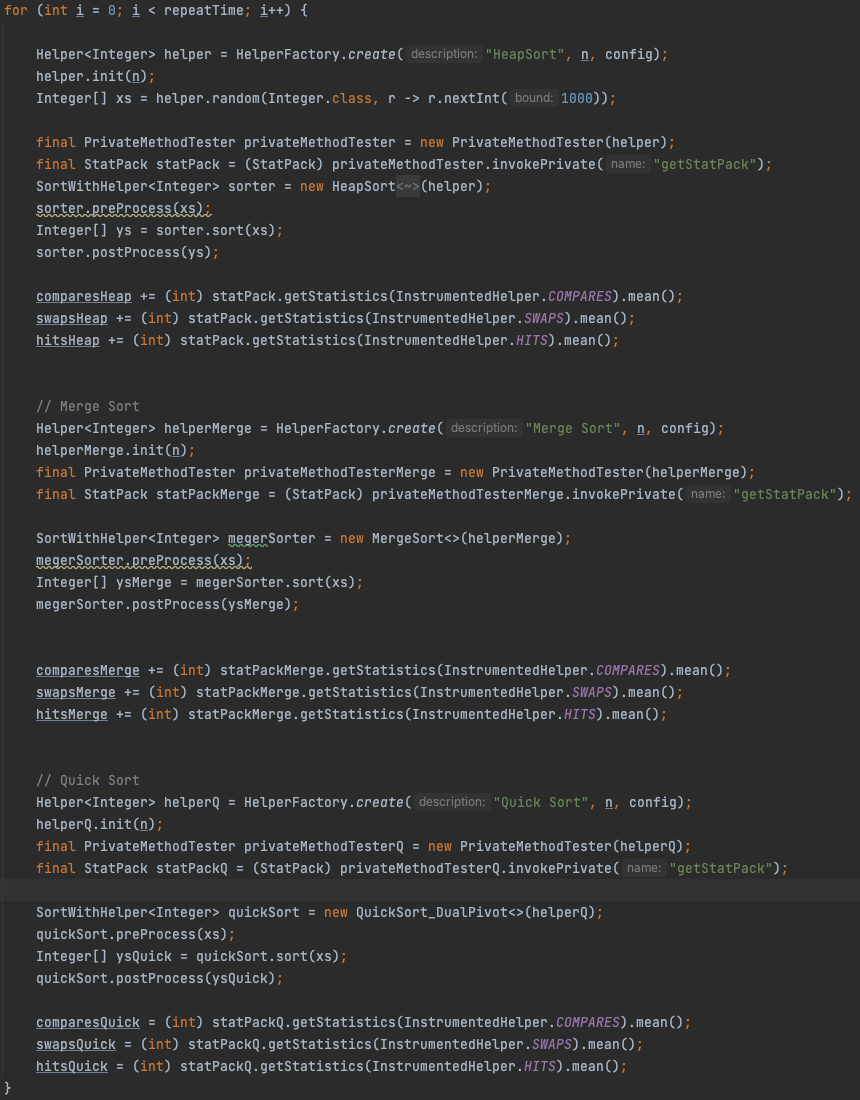 for (int i = 0; i < repeatTime; i++) {
Helper<Integer> helper = HelperFactory.create( description: "HeapSort", n, config);
helper.init(n);
Integer[] xs = helper.random(Integer.class, r -> r.nextInt( bound: 1000));
final PrivateMethodTester privateMethodTester = new PrivateMethodTester(helper);
final StatPack statPack = (StatPack) privateMethodTester.invokePrivate( name: "getStatPack");
SortWithHelper<Integer> sorter = new HeapSort<~>(helper);
sorter.preProcess(xs);
Integer[] ys = sorter.sort(xs);
sorter.postProcess(ys);
comparesHeap += (int) statPack.getStatistics(InstrumentedHelper.COMPARES).mean();
swapsHeap += (int) statPack.getStatistics(InstrumentedHelper.SWAPS).mean();
hitsHeap += (int) statPack.getStatistics(InstrumentedHelper.HITS).mean();
// Merge Sort
Helper<Integer> helperMerge = HelperFactory.create( description: "Merge Sort", n, config);
helperMerge.init(n);
final PrivateMethodTester privateMethodTesterMerge = new PrivateMethodTester(helperMerge);
final StatPack statPackMerge = (StatPack) privateMethodTesterMerge.invokePrivate( name: "getStatPack");
SortWithHelper<Integer> megerSorter = new MergeSort<>(helperMerge);
megerSorter.preProcess(xs);
Integer[] ysMerge = megerSorter.sort(xs);
megerSorter.postProcess(ysMerge);
comparesMerge += (int) statPackMerge.getStatistics(InstrumentedHelper.COMPARES).mean();
swapsMerge += (int) statPackMerge.getStatistics(InstrumentedHelper.SWAPS).mean();
hitsMerge += (int) statPackMerge.getStatistics(InstrumentedHelper.HITS).mean();
// Quick Sort
Helper<Integer> helperQ = HelperFactory.create( description: "Quick Sort", n, config);
helperQ.init(n);
final PrivateMethodTester privateMethodTesterQ = new PrivateMethodTester(helperQ);
final StatPack statPackQ = (StatPack) privateMethodTesterQ.invokePrivate( name: "getStatPack");
SortWithHelper<Integer> quickSort = new QuickSort_DualPivot<>(helperQ);
quickSort.preProcess(xs);
Integer[] ysQuick = quickSort.sort(xs);
quickSort.postProcess(ysQuick);
comparesQuick = (int) statPackQ.getStatistics(InstrumentedHelper.COMPARES).mean();
swapsQuick = (int) statPackQ.getStatistics(InstrumentedHelper.SWAPS).mean();
hitsQuick = (int) statPackQ.getStatistics(InstrumentedHelper.HITS).mean();
}